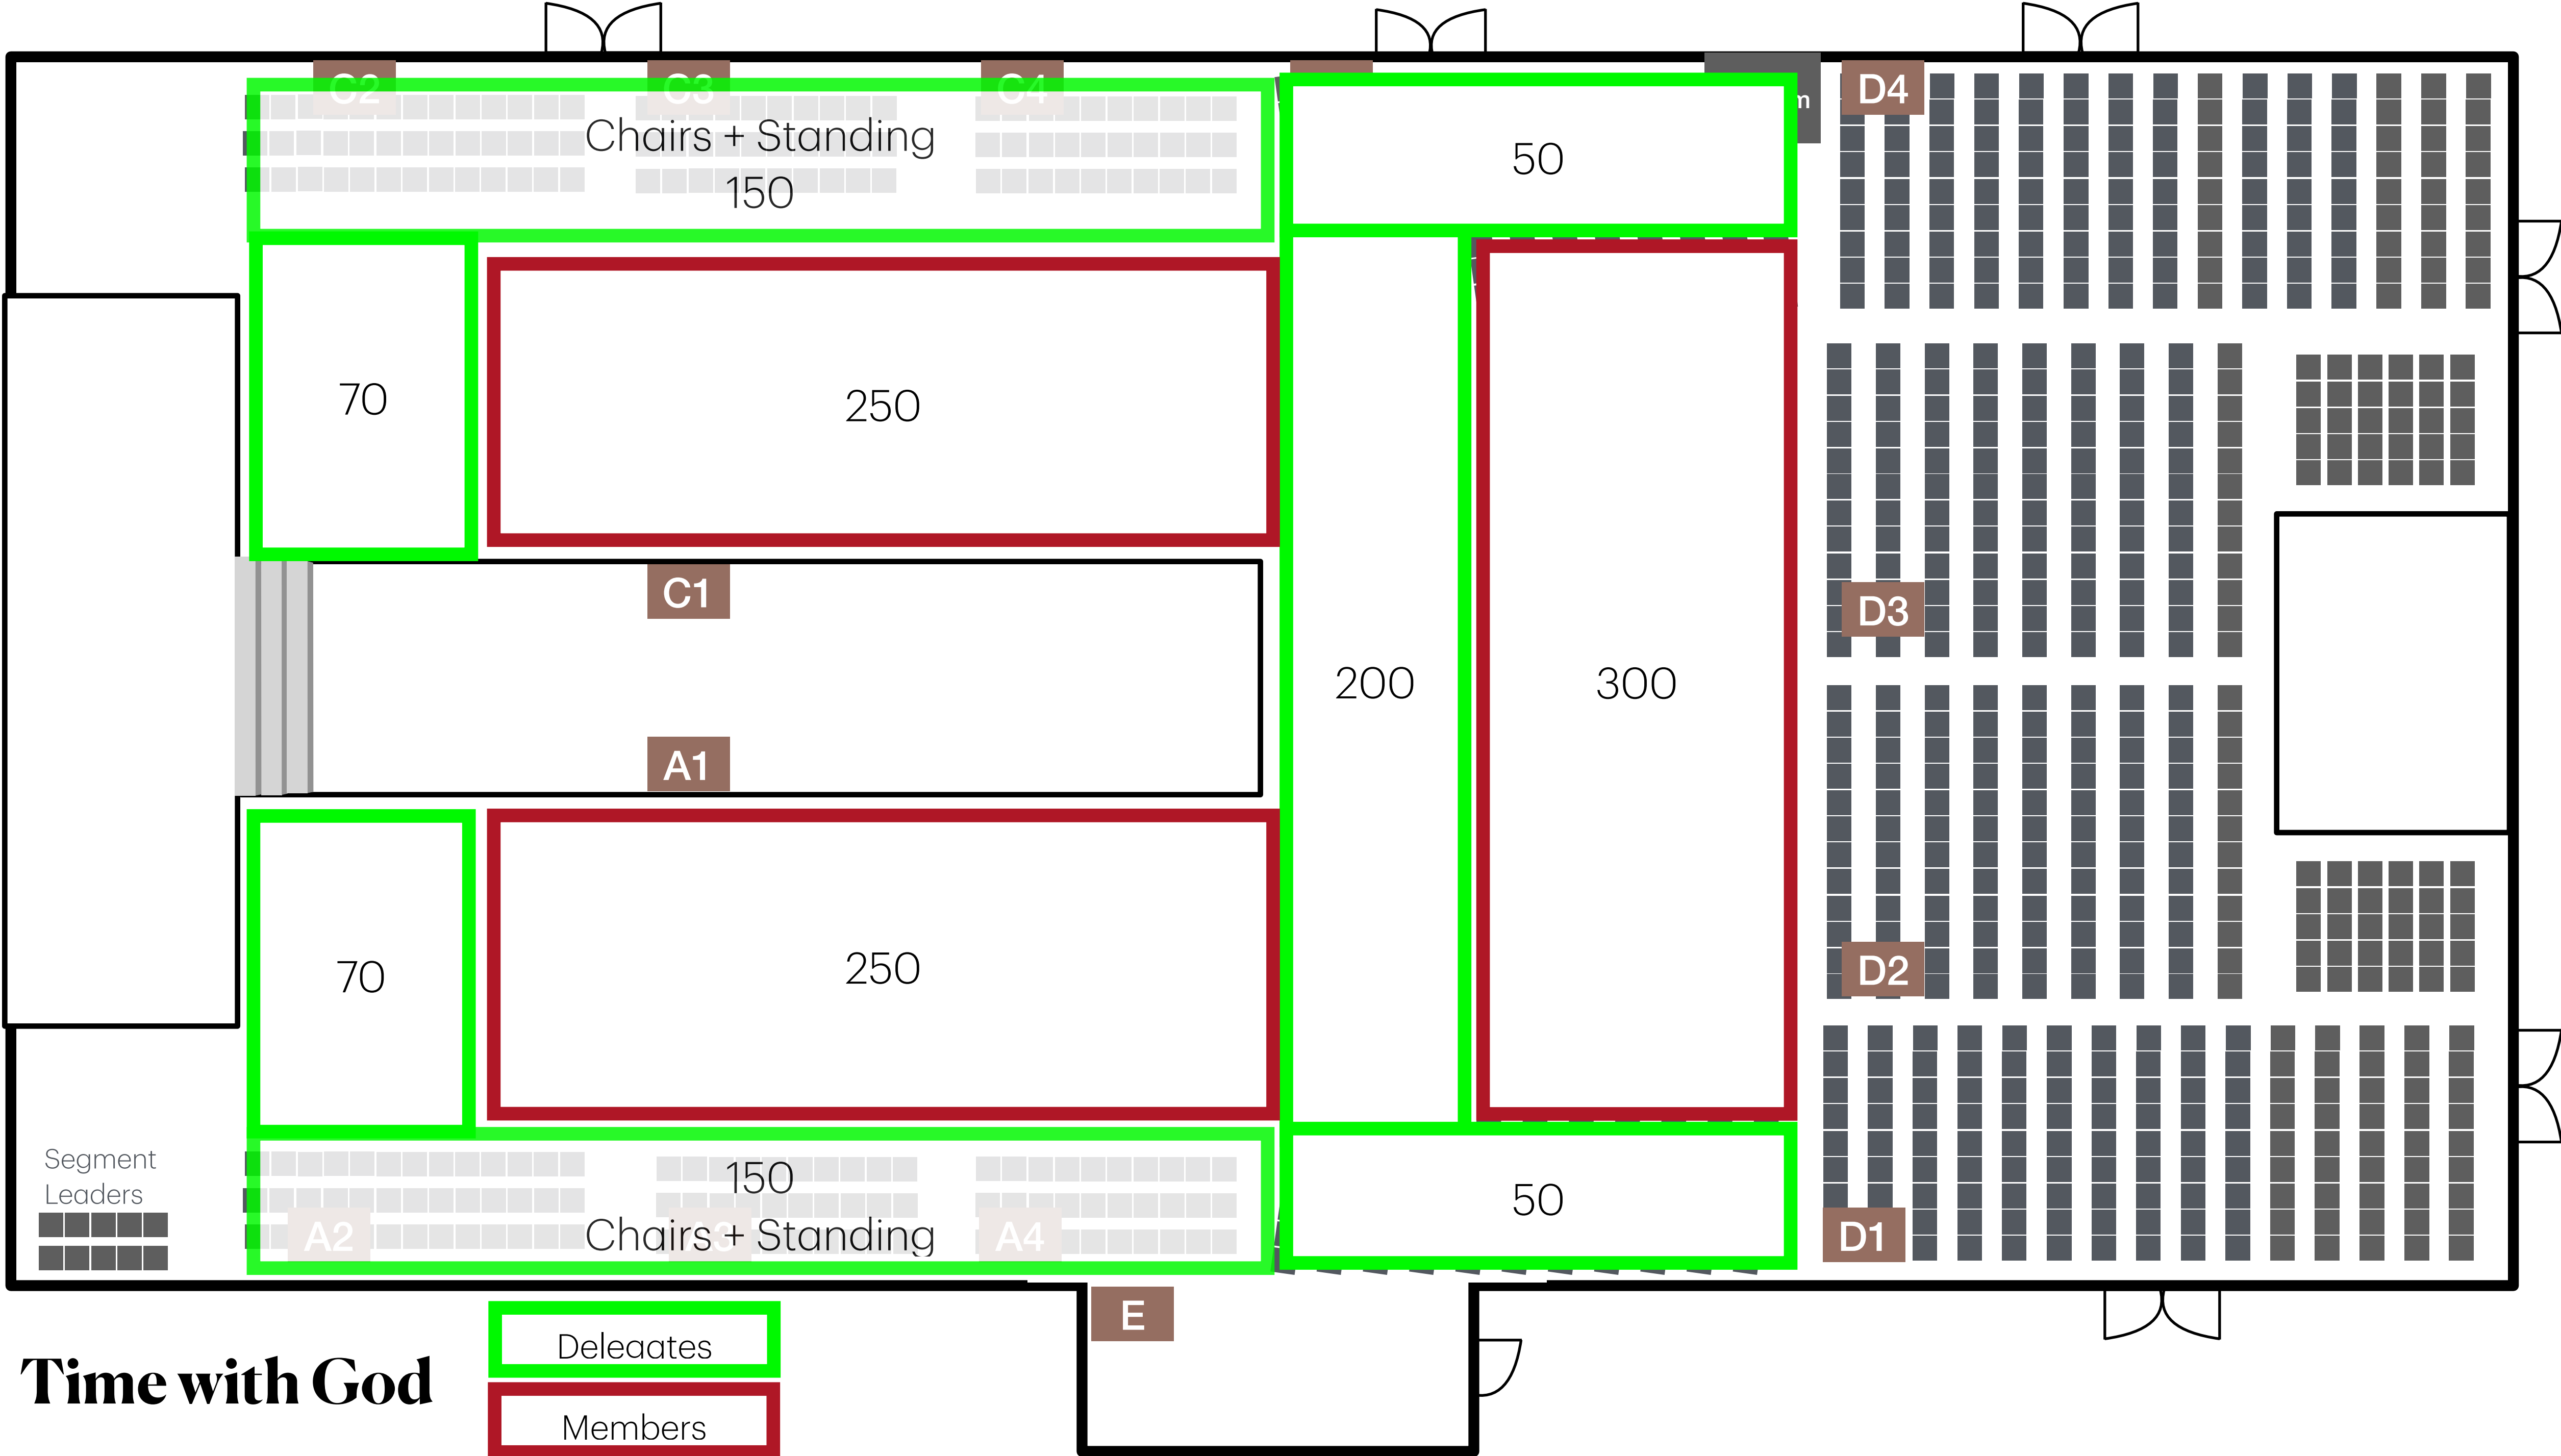 C2
C3
C4
m
D4
Chairs + Standing
150
50
70
250
C1
D3
200
300
A1
70
250
D2
Segment
Leaders
150
50
A2
A3
A4
Chairs + Standing
D1
E
Delegates
Members
Time with God